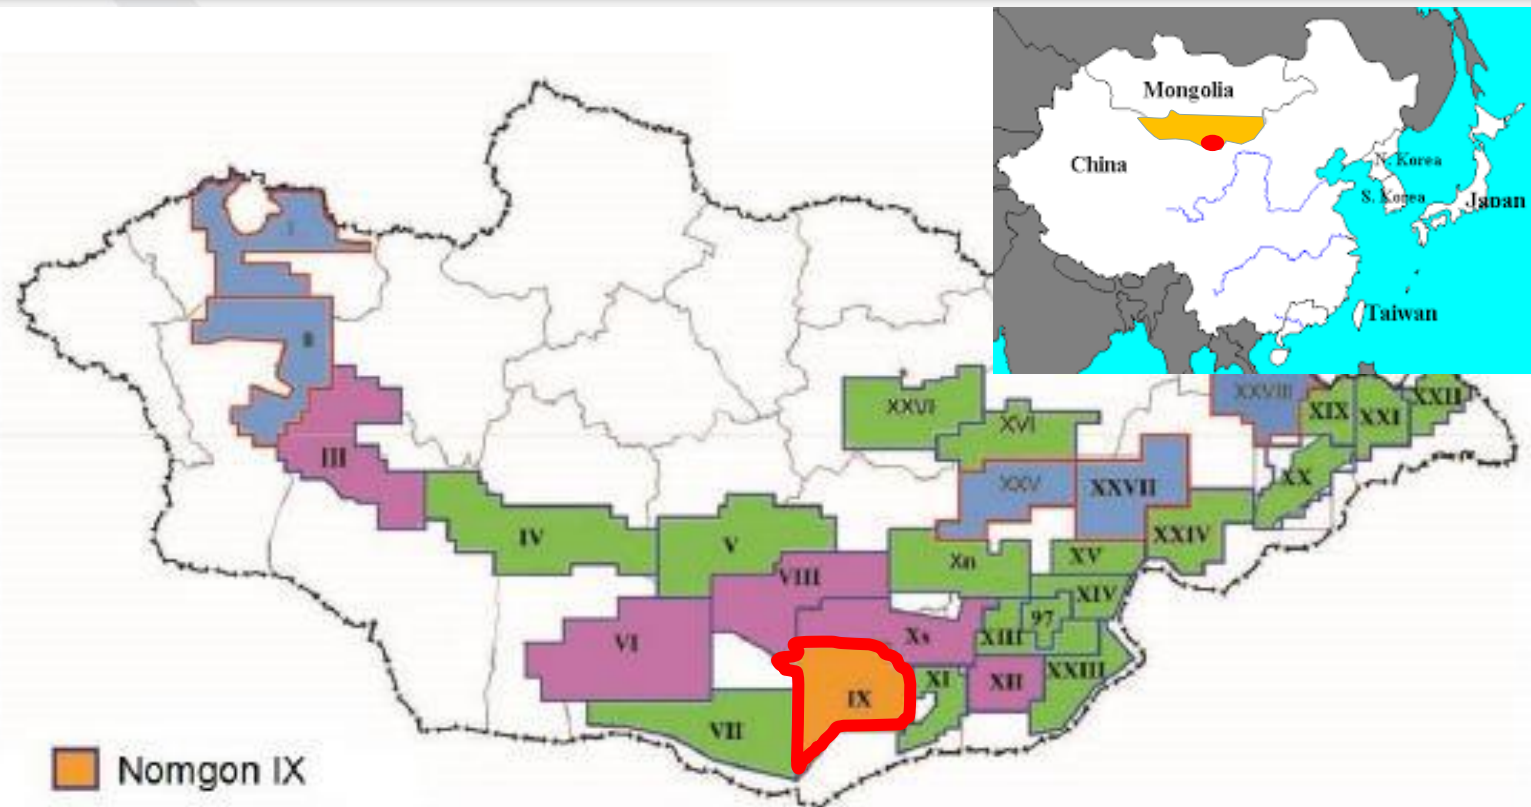 Mongolia
China
N. Korea
S. Korea
Japan
Taiwan
I
II
III
IV
V
VI
VII
VIII
IX
Xn
Xs
XI
XII
XIII
97
XIV
XV
XVI
XXVI
XXV
XXVII
XXIV
XXIII
XXVIII
XIX
XXI
XXII
XX
Nomgon IX